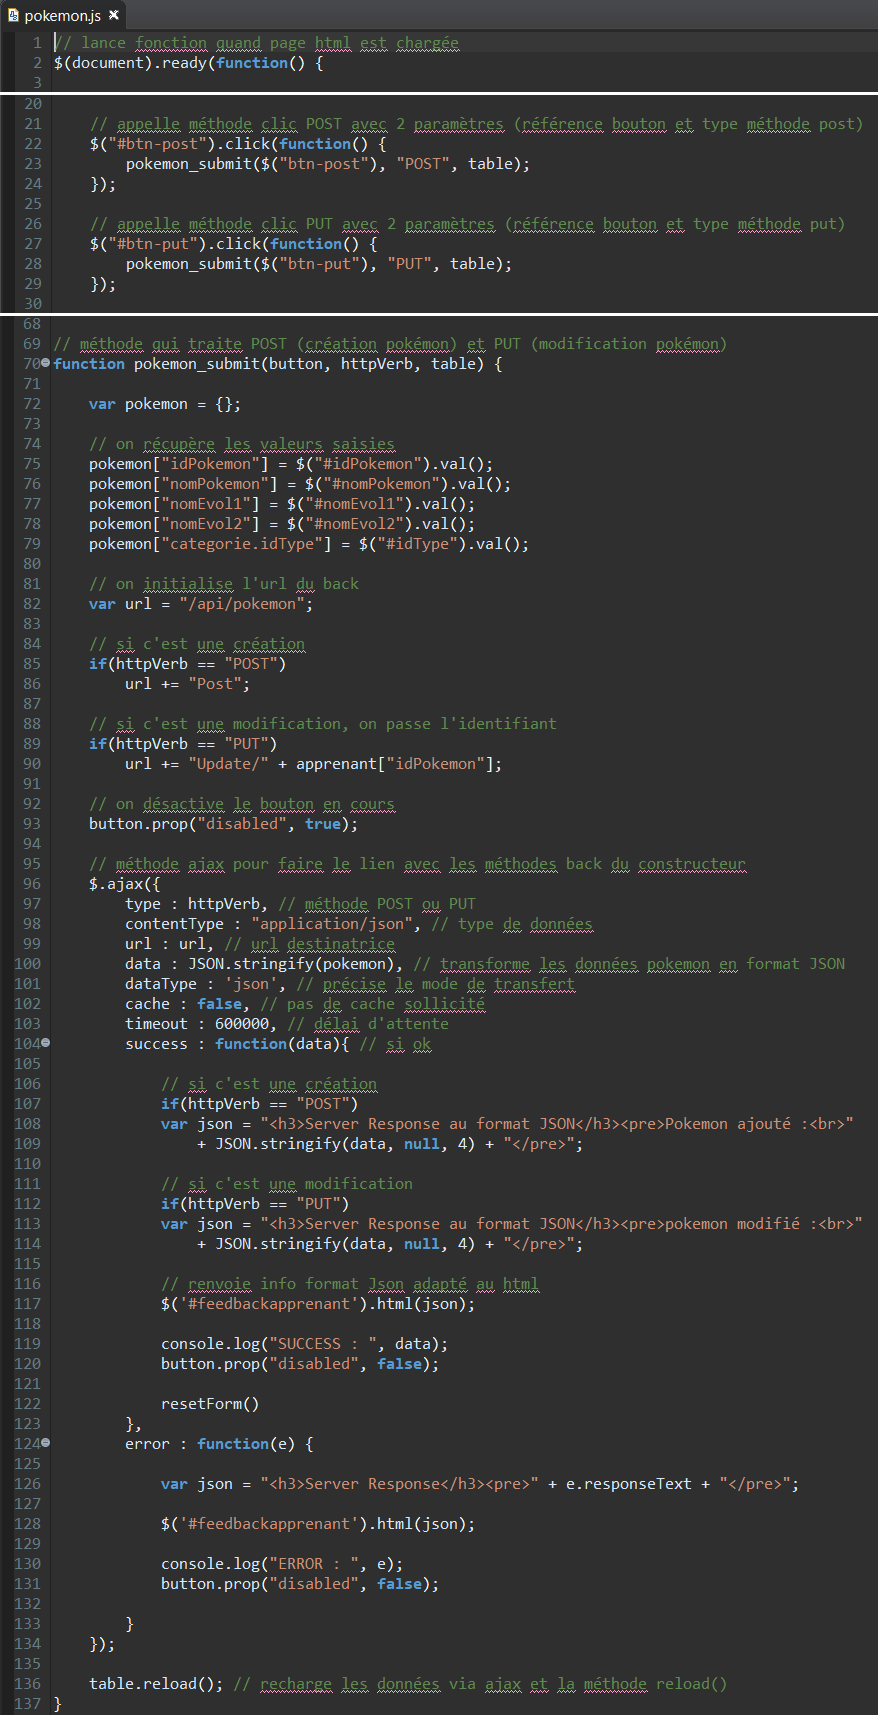 pokemon.js
1 // lance fonction quand page html est chargée
2 $(document).ready(function() {
3
20
21 // appelle méthode clic POST avec 2 paramètres (référence bouton et type méthode post)
22 $("#btn-post").click(function() {
23 pokemon_submit($("btn-post"), "POST", table);
24 });
25
26 // appelle méthode clic PUT avec 2 paramètres (référence bouton et type méthode put)
27 $("#btn-put").click(function() {
28 pokemon_submit($("btn-put"), "PUT", table);
29 });
30
68
69 // méthode qui traite POST (création pokémon) et PUT (modification pokémon)
70 function pokemon_submit(button, httpVerb, table) {
71
72 var pokemon = {};
73
74 // on récupère les valeurs saisies
75 pokemon["idPokemon"] = $("#idPokemon").val();
76 pokemon["nomPokemon"] = $("#nomPokemon").val();
77 pokemon["nomEvol1"] = $("#nomEvol1").val();
78 pokemon["nomEvol2"] = $("#nomEvol2").val();
79 pokemon["categorie.idType"] = $("#idType").val();
80
81 // on initialise l'url du back
82 var url = "/api/pokemon";
83
84 // si c'est une création
85 if(httpVerb == "POST")
86 url += "Post";
87
88 // si c'est une modification, on passe l'identifiant
89 if(httpVerb == "PUT")
90 url += "Update/" + apprenant["idPokemon"];
91
92 // on désactive le bouton en cours
93 button.prop("disabled", true);
94
95 // méthode ajax pour faire le lien avec les méthodes back du constructeur
96 $.ajax({
97 type : httpVerb, // méthode POST ou PUT
98 contentType : "application/json", // type de données
99 url : url, // url destinatrice
100 data : JSON.stringify(pokemon), // transforme les données pokemon en format JSON
101 dataType : 'json', // précise le mode de transfert
102 cache : false, // pas de cache sollicité
103 timeout : 600000, // délai d'attente
104 success : function(data){ // si ok
105
106 // si c'est une création
107 if(httpVerb == "POST")
108 var json = "<h3>Server Response au format JSON</h3><pre>Pokemon ajouté :<br>"
109 + JSON.stringify(data, null, 4) + "</pre>";
110
111 // si c'est une modification
112 if(httpVerb == "PUT")
113 var json = "<h3>Server Response au format JSON</h3><pre>pokemon modifié :<br>"
114 + JSON.stringify(data, null, 4) + "</pre>";
115
116 // renvoie info format Json adapté au html
117 $('#feedbackapprenant').html(json);
118
119 console.log("SUCCESS : ", data);
120 button.prop("disabled", false);
121
122 resetForm()
123 },
124 error : function(e) {
125
126 var json = "<h3>Server Response</h3><pre>" + e.responseText + "</pre>";
127
128 $('#feedbackapprenant').html(json);
129
130 console.log("ERROR : ", e);
131 button.prop("disabled", false);
132
133 }
134 });
135
136 table.reload(); // recharge les données via ajax et la méthode reload()
137 }